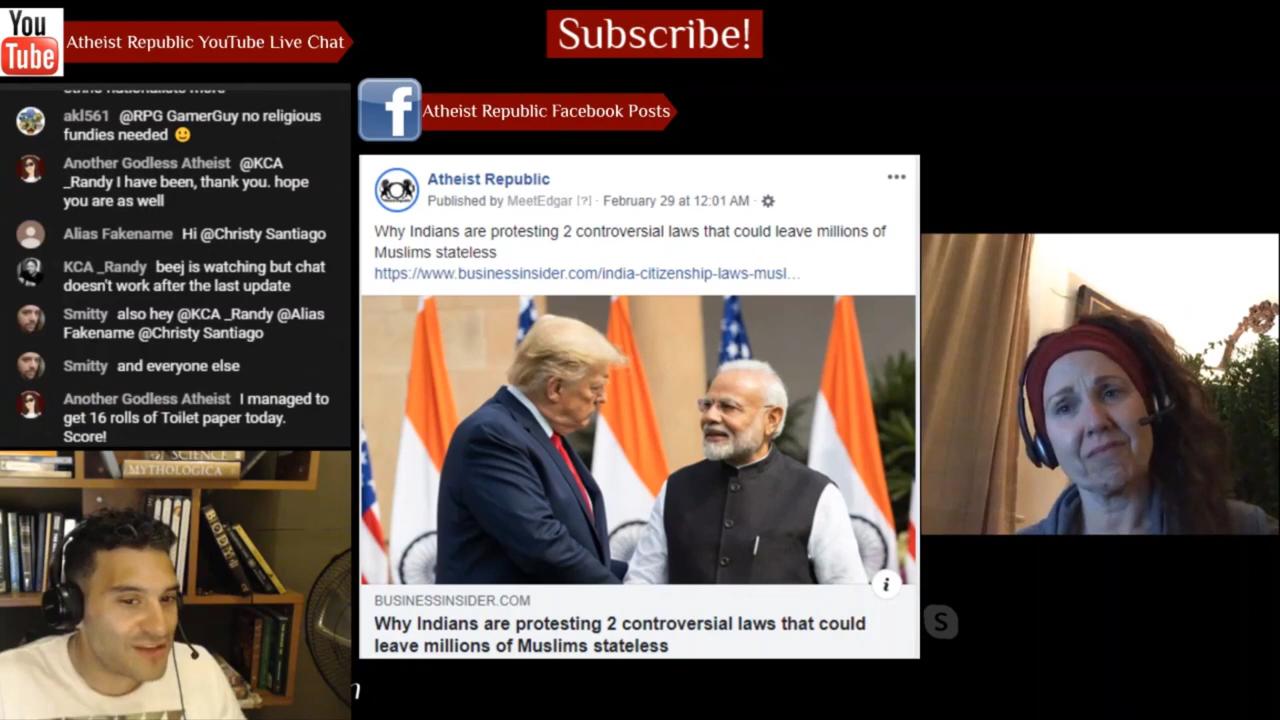 You
Tube
Atheist Republic YouTube Live Chat
Subscribe!
akl561 @RPG GamerGuy no religious
fundies needed 🙂
Another Godless Atheist @KCA
_Randy I have been, thank you. hope
you are as well
Alias Fakename Hi @Christy Santiago
KCA _Randy beej is watching but chat
doesn't work after the last update
Smitty also hey @KCA _Randy @Alias
Fakename @Christy Santiago
Smitty and everyone else
Another Godless Atheist I managed to
get 16 rolls of Toilet paper today.
Score!
f
Atheist Republic Facebook Posts
Atheist Republic
Published by MeetEdgar [?] · February 29 at 12:01 AM ·
Why Indians are protesting 2 controversial laws that could leave millions of
Muslims stateless
https://www.businessinsider.com/india-citizenship-laws-musl...
i
BUSINESSINSIDER.COM
Why Indians are protesting 2 controversial laws that could
leave millions of Muslims stateless
S
SCIENCE
MYTHOLOGICA
n